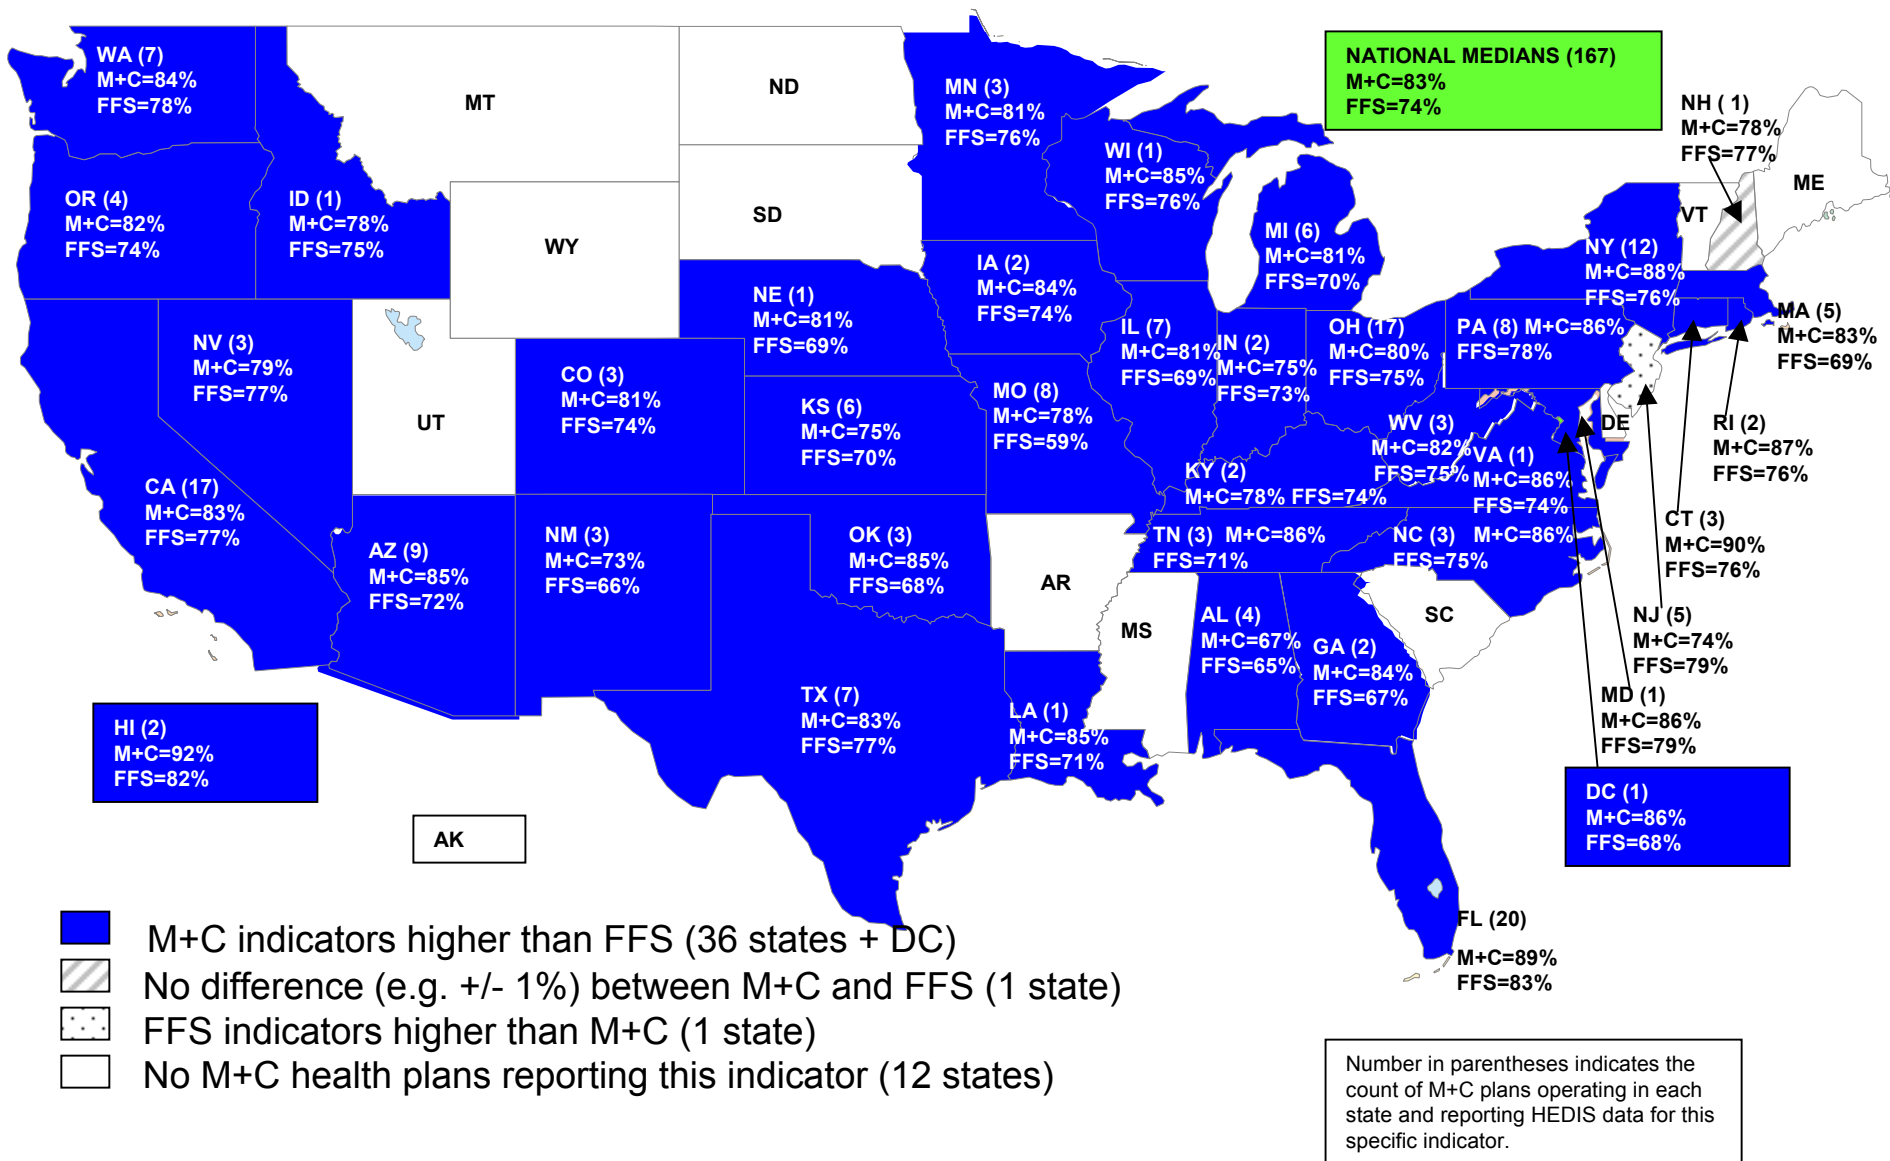 WA (7)
M+C=84%
FFS=78%
MT
ND
MN (3)
M+C=81%
FFS=76%
NATIONAL MEDIANS (167)
M+C=83%
FFS=74%
NH ( 1)
M+C=78%
FFS=77%
ME
VT
WI (1)
M+C=85%
FFS=76%
OR (4)
M+C=82%
FFS=74%
ID (1)
M+C=78%
FFS=75%
WY
SD
MI (6)
M+C=81%
FFS=70%
NY (12)
M+C=88%
FFS=76%
IA (2)
M+C=84%
FFS=74%
NE (1)
M+C=81%
FFS=69%
NV (3)
M+C=79%
FFS=77%
UT
CO (3)
M+C=81%
FFS=74%
KS (6)
M+C=75%
FFS=70%
MO (8)
M+C=78%
FFS=59%
IL (7)
M+C=81%
FFS=69%
IN (2)
M+C=75%
FFS=73%
OH (17)
M+C=80%
FFS=75%
PA (8) M+C=86%
FFS=78%
MA (5)
M+C=83%
FFS=69%
DE
RI (2)
M+C=87%
FFS=76%
WV (3)
M+C=82%
FFS=75%
VA (1)
M+C=86%
FFS=74%
KY (2)
M+C=78% FFS=74%
CA (17)
M+C=83%
FFS=77%
AZ (9)
M+C=85%
FFS=72%
NM (3)
M+C=73%
FFS=66%
OK (3)
M+C=85%
FFS=68%
AR
TN (3) M+C=86%
FFS=71%
NC (3) M+C=86%
FFS=75%
CT (3)
M+C=90%
FFS=76%
MS
AL (4)
M+C=67%
FFS=65%
GA (2)
M+C=84%
FFS=67%
SC
NJ (5)
M+C=74%
FFS=79%
MD (1)
M+C=86%
FFS=79%
HI (2)
M+C=92%
FFS=82%
TX (7)
M+C=83%
FFS=77%
LA (1)
M+C=85%
FFS=71%
DC (1)
M+C=86%
FFS=68%
AK
FL (20)
M+C=89%
FFS=83%
M+C indicators higher than FFS (36 states + DC)
No difference (e.g. +/- 1%) between M+C and FFS (1 state)
FFS indicators higher than M+C (1 state)
No M+C health plans reporting this indicator (12 states)
Number in parentheses indicates the
count of M+C plans operating in each
state and reporting HEDIS data for this
specific indicator.